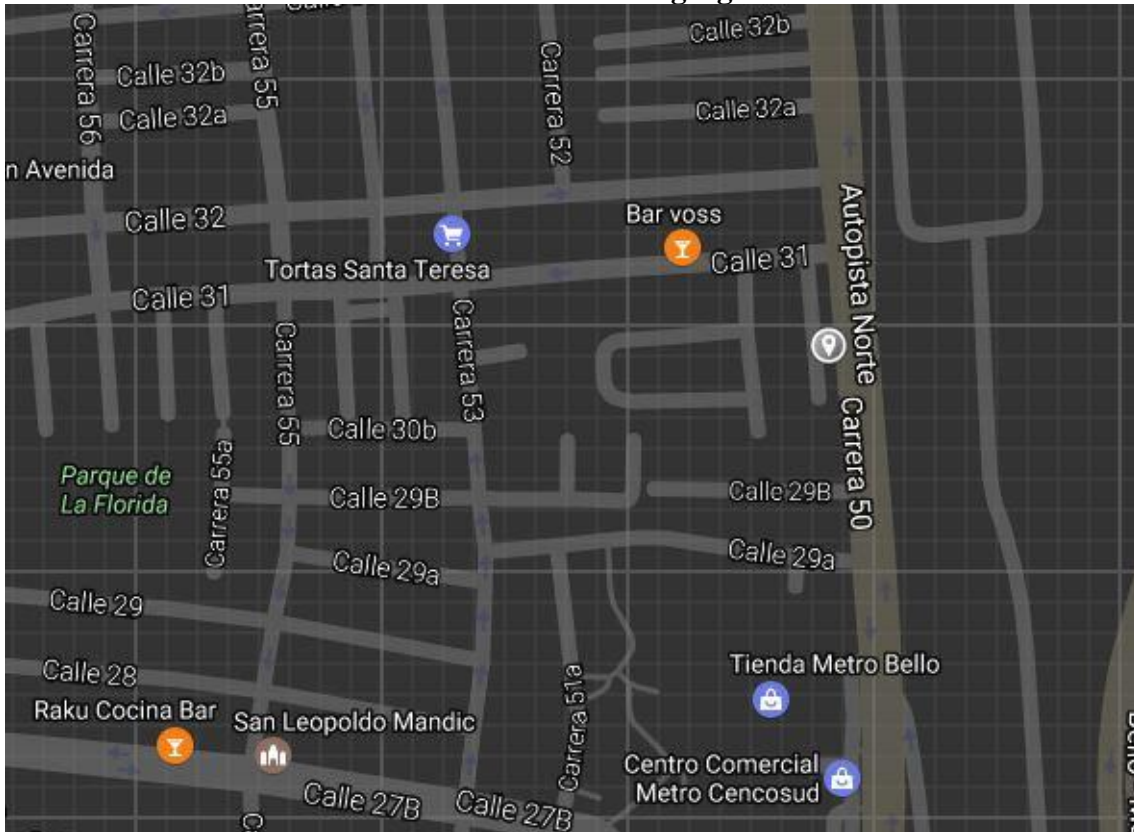 Carrera 56
Carrera 52
Calle 32b
Calle 32b
Calle 32a
Calle 32a
n Avenida
Calle 32
Bar voss
Autopista Norte
Calle 31
Tortas Santa Teresa
Calle 31
Carrera 55
Carrera 53
Calle 30b
Carrera 50
Parque de
La Florida
Carrera 55a
Calle 29B
Calle 29B
Calle 29a
Calle 29a
Calle 29
Calle 28
Tienda Metro Bello
Carrera 51a
Raku Cocina Bar
San Leopoldo Mandic
Centro Comercial
Metro Cencosud
Calle 27B
Calle 27B